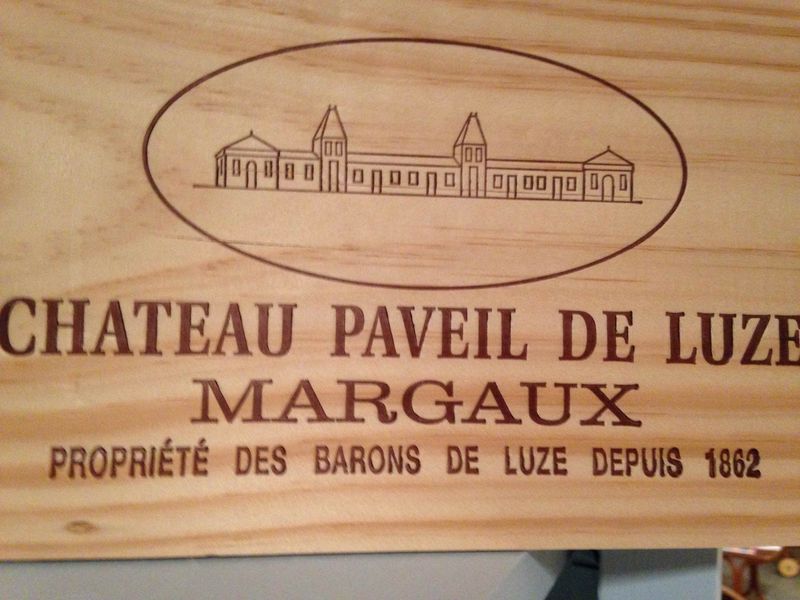 CHATEAU PAVEIL DE LUZE
MARGAUX
PROPRIÉTÉ DES BARONS DE LUZE DEPUIS 1862